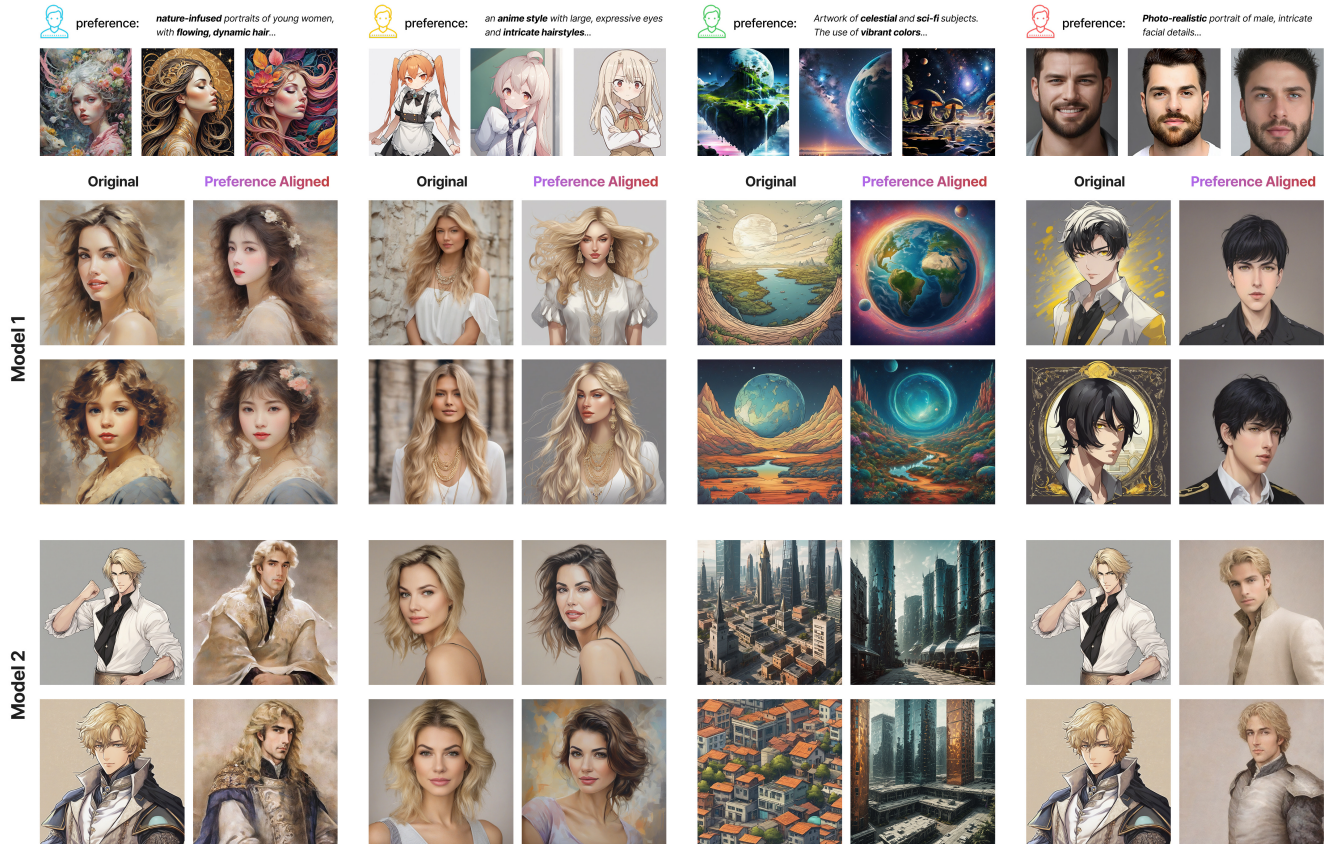 preference:
nature-infused portraits of young women,
with flowing, dynamic hair...
preference:
an anime style with large, expressive eyes
and intricate hairstyles...
preference:
Artwork of celestial and sci-fi subjects.
The use of vibrant colors...
preference:
Photo-realistic portrait of male, intricate
facial details...
Original
Preference Aligned
Original
Preference Aligned
Original
Preference Aligned
Original
Preference Aligned
Model 1
Model 2